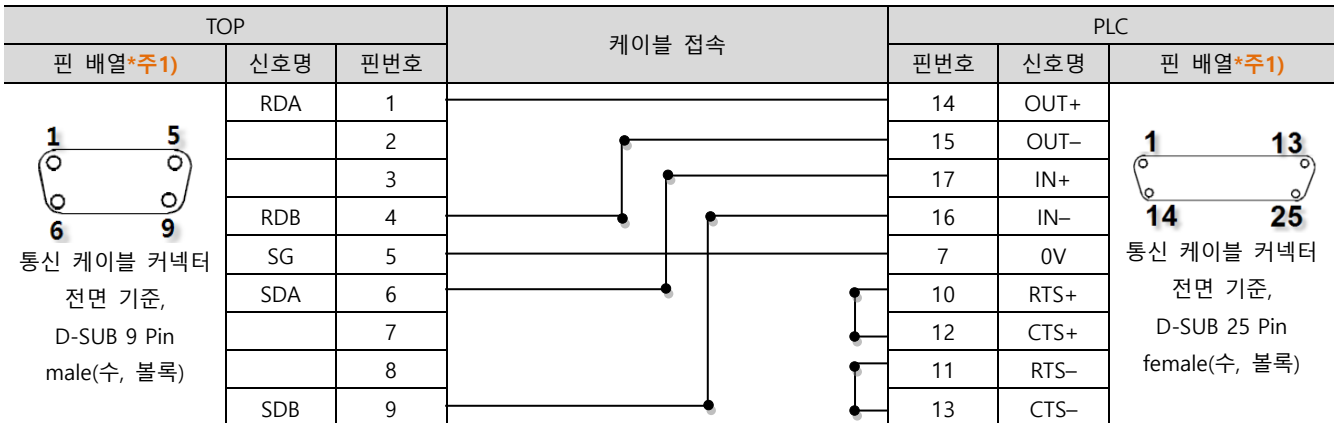 TOP 케이블 접속 PLC
핀 배열*주1) 신호명 핀번호 핀번호 신호명 핀 배열*주1)
RDA 1 14 OUT+
2 15 OUT–
3 17 IN+
RDB 4 16 IN–
SG 5 7 0V
SDA 6 10 RTS+
7 12 CTS+
8 11 RTS–
SDB 9 13 CTS–
1 5
6 9
통신 케이블 커넥터
전면 기준,
D-SUB 9 Pin
male(수, 볼록)
1 13
14 25
통신 케이블 커넥터
전면 기준,
D-SUB 25 Pin
female(수, 볼록)